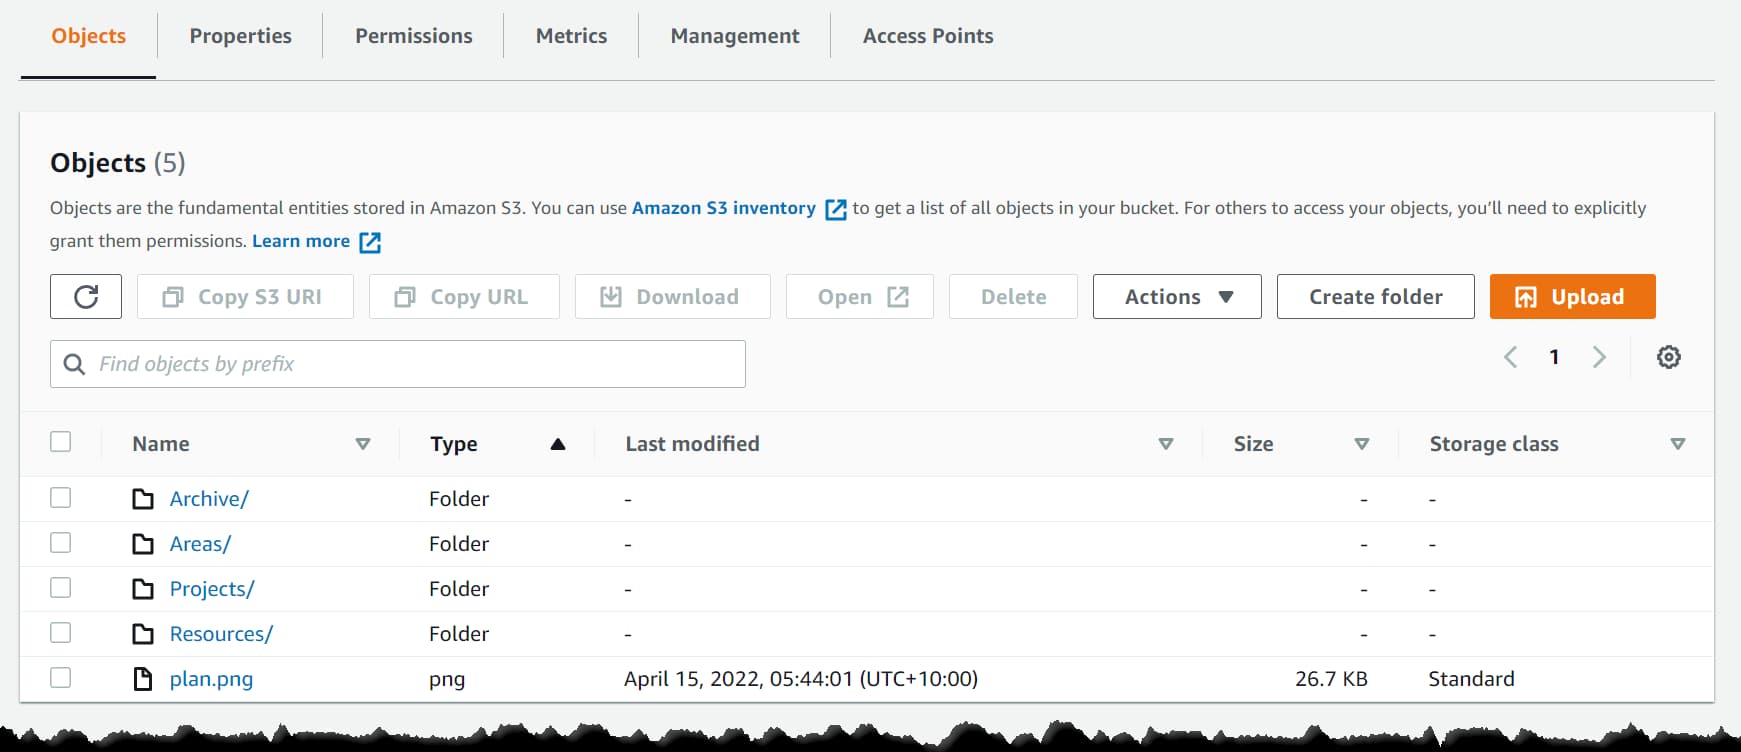 Objects Properties Permissions Metrics Management Access Points
Objects (5)
Objects are the fundamental entities stored in Amazon S3. You can use Amazon S3 inventory to get a list of all objects in your bucket. For others to access your objects, you’ll need to explicitly
grant them permissions. Learn more
Copy S3 URI Copy URL Download Open Delete Actions Create folder Upload
Find objects by prefix 1
Name Type Last modified Size Storage class
Archive/ Folder - - -
Areas/ Folder - - -
Projects/ Folder - - -
Resources/ Folder - - -
plan.png png April 15, 2022, 05:44:01 (UTC+10:00) 26.7 KB Standard